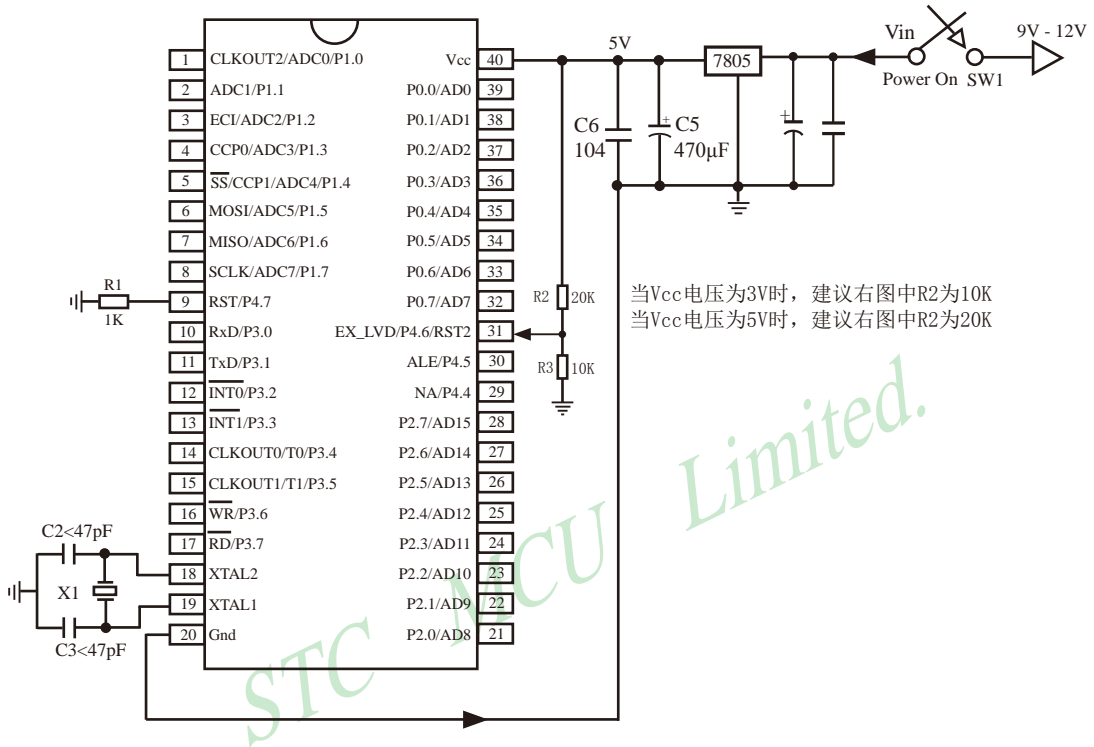 1 CLKOUT2/ADC0/P1.0
2 ADC1/P1.1
3 ECI/ADC2/P1.2
4 CCP0/ADC3/P1.3
5 SS/CCP1/ADC4/P1.4
6 MOSI/ADC5/P1.5
7 MISO/ADC6/P1.6
8 SCLK/ADC7/P1.7
9 RST/P4.7
10 RxD/P3.0
11 TxD/P3.1
12 INT0/P3.2
13 INT1/P3.3
14 CLKOUT0/T0/P3.4
15 CLKOUT1/T1/P3.5
16 WR/P3.6
17 RD/P3.7
18 XTAL2
19 XTAL1
20 Gnd
Vcc 40
P0.0/AD0 39
P0.1/AD1 38
P0.2/AD2 37
P0.3/AD3 36
P0.4/AD4 35
P0.5/AD5 34
P0.6/AD6 33
P0.7/AD7 32
EX_LVD/P4.6/RST2 31
ALE/P4.5 30
NA/P4.4 29
P2.7/AD15 28
P2.6/AD14 27
P2.5/AD13 26
P2.4/AD12 25
P2.3/AD11 24
P2.2/AD10 23
P2.1/AD9 22
P2.0/AD8 21
R1
1K
C2<47pF
X1
C3<47pF
5V
7805
Vin
9V - 12V
Power On SW1
C6
104
+
C5
470μF
+
R2 20K
R3 10K
当Vcc电压为3V时，建议右图中R2为10K
当Vcc电压为5V时，建议右图中R2为20K
STC MCU Limited.